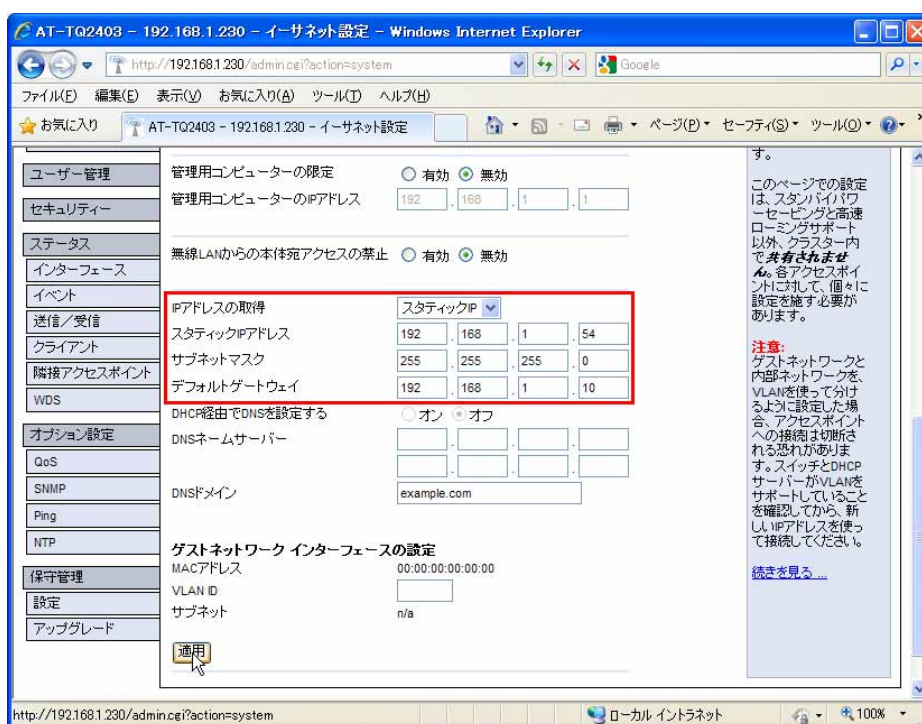 AT-TQ2403 - 192.168.1.230 - イーサネット設定 - Windows Internet Explorer
http://192.168.1.230/admin.cgi?action=system
Google
ファイル(F) 編集(E) 表示(V) お気に入り(A) ツール(T) ヘルプ(H)
お気に入り
AT-TQ2403 - 192.168.1.230 - イーサネット設定
ページ(P) セーフティ(S) ツール(O)
ユーザー管理
セキュリティー
ステータス
インターフェース
イベント
送信/受信
クライアント
隣接アクセスポイント
WDS
オプション設定
QoS
SNMP
Ping
NTP
保守管理
設定
アップグレード
管理用コンピューターの限定 有効 無効
管理用コンピューターのIPアドレス 192 . 168 . 1 . 1
無線LANからの本体宛アクセスの禁止 有効 無効
IPアドレスの取得 スタティックIP
スタティックIPアドレス 192 . 168 . 1 . 54
サブネットマスク 255 . 255 . 255 . 0
デフォルトゲートウェイ 192 . 168 . 1 . 10
DHCP経由でDNSを設定する オン オフ
DNSネームサーバー . . .
. . .
DNSドメイン example.com
ゲストネットワーク インターフェースの設定
MACアドレス 00:00:00:00:00:00
VLAN ID
サブネット n/a
適用
す。
このページでの設定
は、スタンバイパワ
ーセービングと高速
ローミングサポート
以外、クラスター内
で共有されませ
ん。各アクセスポイ
ントに対して、個々に
設定を施す必要が
あります。
注意:
ゲストネットワークと
内部ネットワークを、
VLANを使って分け
るように設定した場
合、アクセスポイント
への接続は切断さ
れる恐れがありま
す。スイッチとDHCP
サーバーがVLANを
サポートしていること
を確認してから、新
しいIPアドレスを使っ
て接続してください。
続きを見る ...
http://192.168.1.230/admin.cgi?action=system
ローカル イントラネット
100%